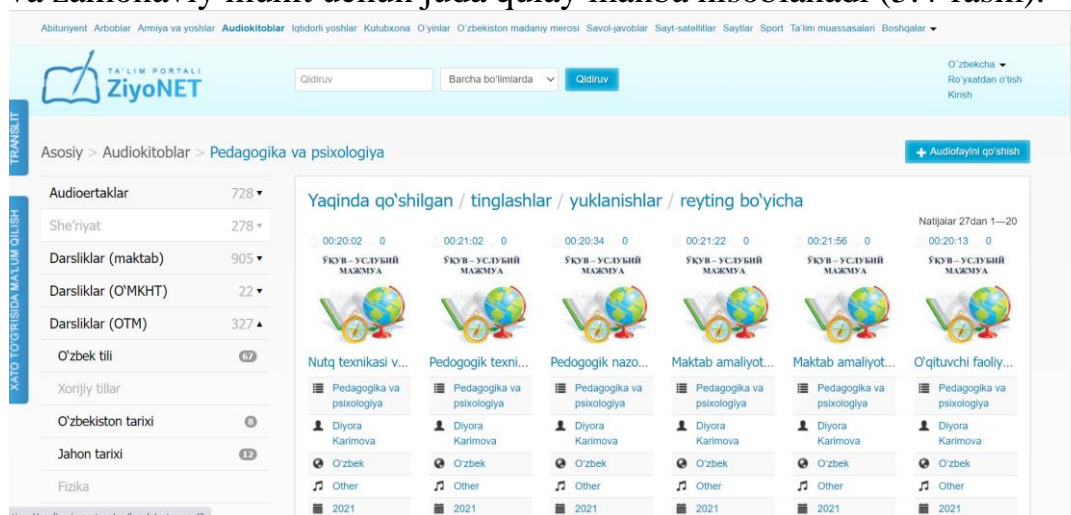 Abituriyent Arboblar Armiya va yoshlar Audiokitoblar Iqtidorli yoshlar Kutubxona O'yinlar O'zbekiston madaniy merosi Savol-javoblar Sayt-satellitlar Saytlar Sport Ta'lim muassasalari Boshqalar
TA'LIM PORTALI
ZiyoNET
Qidiruv
Barcha bo'limlarda
Qidiruv
O'zbekcha
Ro'yxatdan o'tish
Kirish
TRANSLIT
XATO TO'G'RISIDA MA'LUM QILISH
Asosiy > Audiokitoblar > Pedagogika va psixologiya
Audiofaylni qo'shish
Audioertaklar 728
She'riyat 278
Darsliklar (maktab) 905
Darsliklar (O'MKHT) 22
Darsliklar (OTM) 327
O'zbek tili 67
Xorijiy tillar
O'zbekiston tarixi 8
Jahon tarixi 12
Fizika
Yaqinda qo'shilgan / tinglashlar / yuklanishlar / reyting bo'yicha
Natijalar 27dan 1—20
00:20:02 0 00:21:02 0 00:20:34 0 00:21:22 0 00:21:56 0 00:20:13 0
ЎҚУВ – УСЛУБИЙ ЎҚУВ – УСЛУБИЙ ЎҚУВ – УСЛУБИЙ ЎҚУВ – УСЛУБИЙ ЎҚУВ – УСЛУБИЙ ЎҚУВ – УСЛУБИЙ
МАЖМУА МАЖМУА МАЖМУА МАЖМУА МАЖМУА МАЖМУА
Nutq texnikasi v... Pedogogik texni... Pedogogik nazo... Maktab amaliyot... Maktab amaliyot... O'qituvchi faoliy...
Pedagogika va Pedagogika va Pedagogika va Pedagogika va Pedagogika va Pedagogika va
psixologiya psixologiya psixologiya psixologiya psixologiya psixologiya
Diyora Diyora Diyora Diyora Diyora Diyora
Karimova Karimova Karimova Karimova Karimova Karimova
O'zbek O'zbek O'zbek O'zbek O'zbek O'zbek
Other Other Other Other Other Other
2021 2021 2021 2021 2021 2021